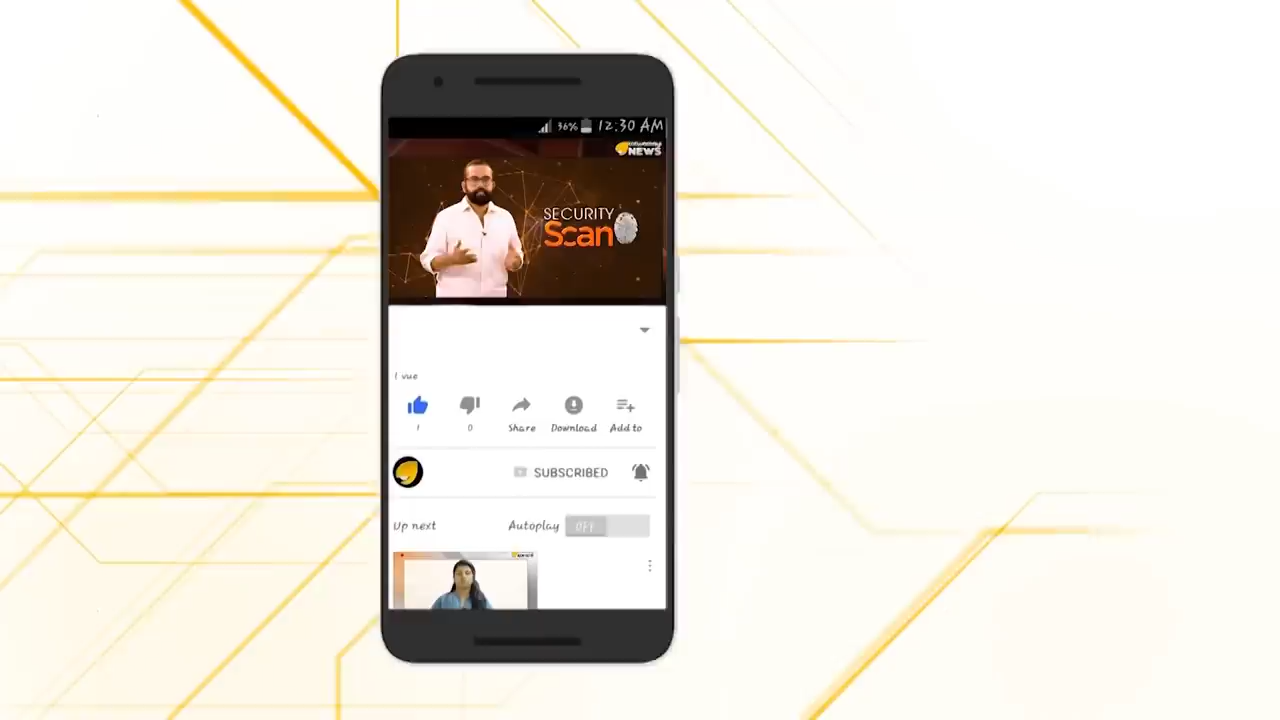 36% 12:30 AM
NEWS
SECURITY
Scan
1 vue
1 0 Share Download Add to
SUBSCRIBED
Up next Autoplay OFF